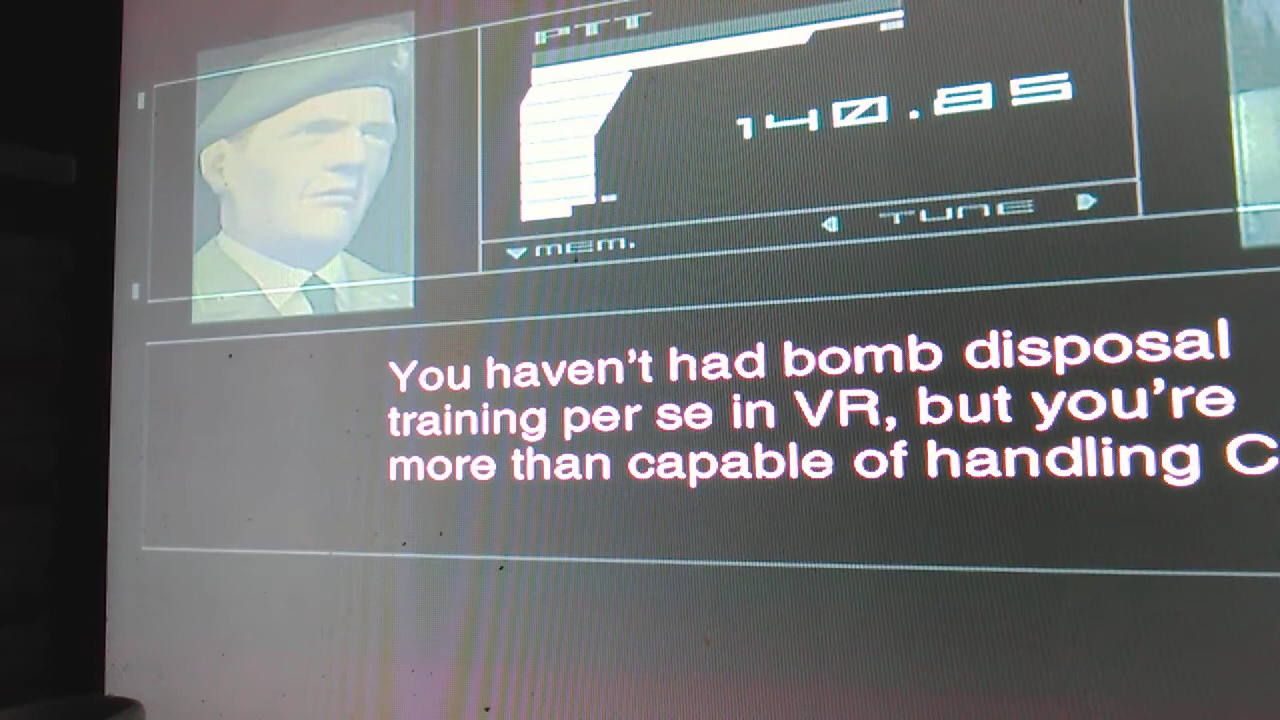 PTT
140.85
TUNE
MEM.
You haven't had bomb disposal
training per se in VR, but you're
more than capable of handling C